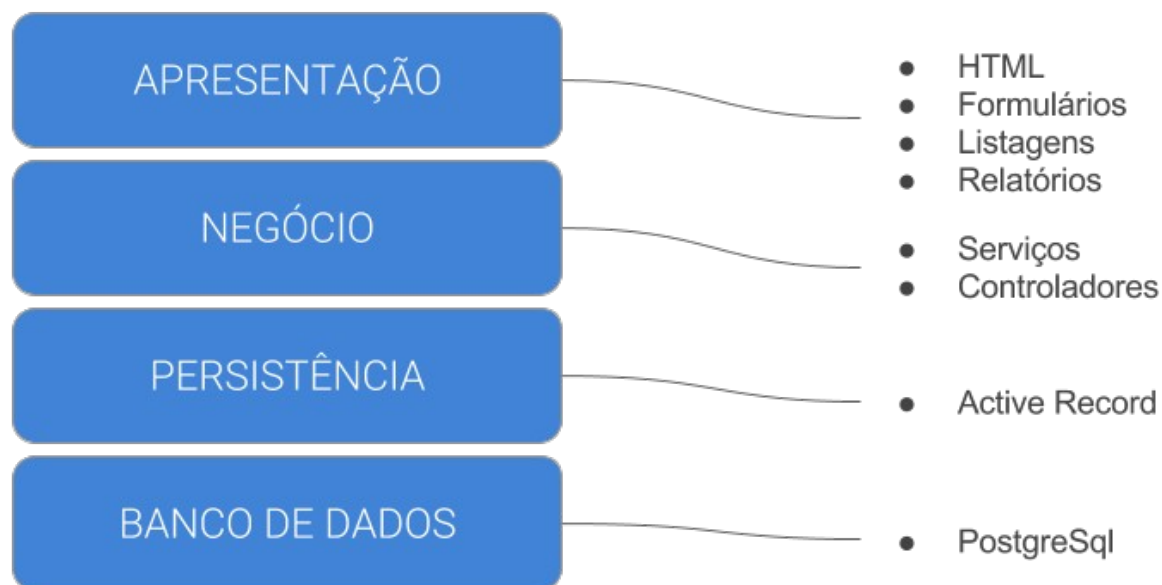 APRESENTAÇÃO
● HTML
● Formulários
● Listagens
● Relatórios
NEGÓCIO
● Serviços
● Controladores
PERSISTÊNCIA
● Active Record
BANCO DE DADOS
● PostgreSql